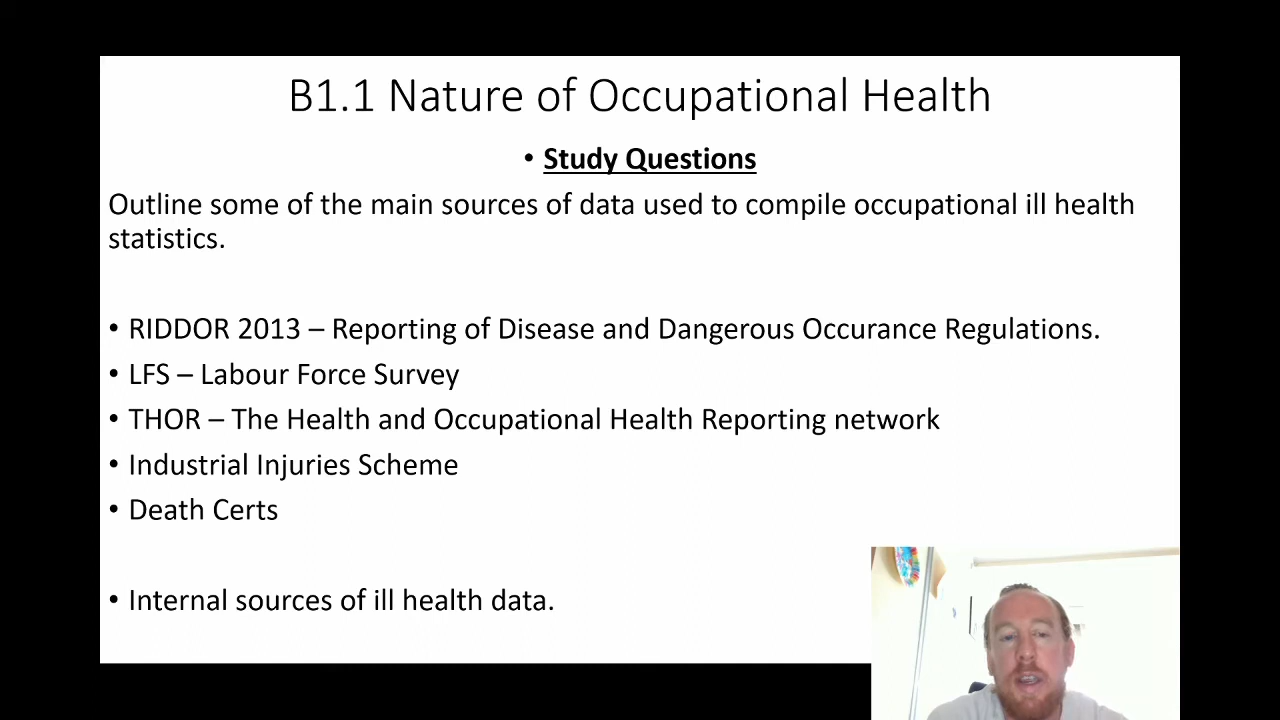 B1.1 Nature of Occupational Health
• Study Questions
Outline some of the main sources of data used to compile occupational ill health
statistics.
• RIDDOR 2013 – Reporting of Disease and Dangerous Occurance Regulations.
• LFS – Labour Force Survey
• THOR – The Health and Occupational Health Reporting network
• Industrial Injuries Scheme
• Death Certs
• Internal sources of ill health data.